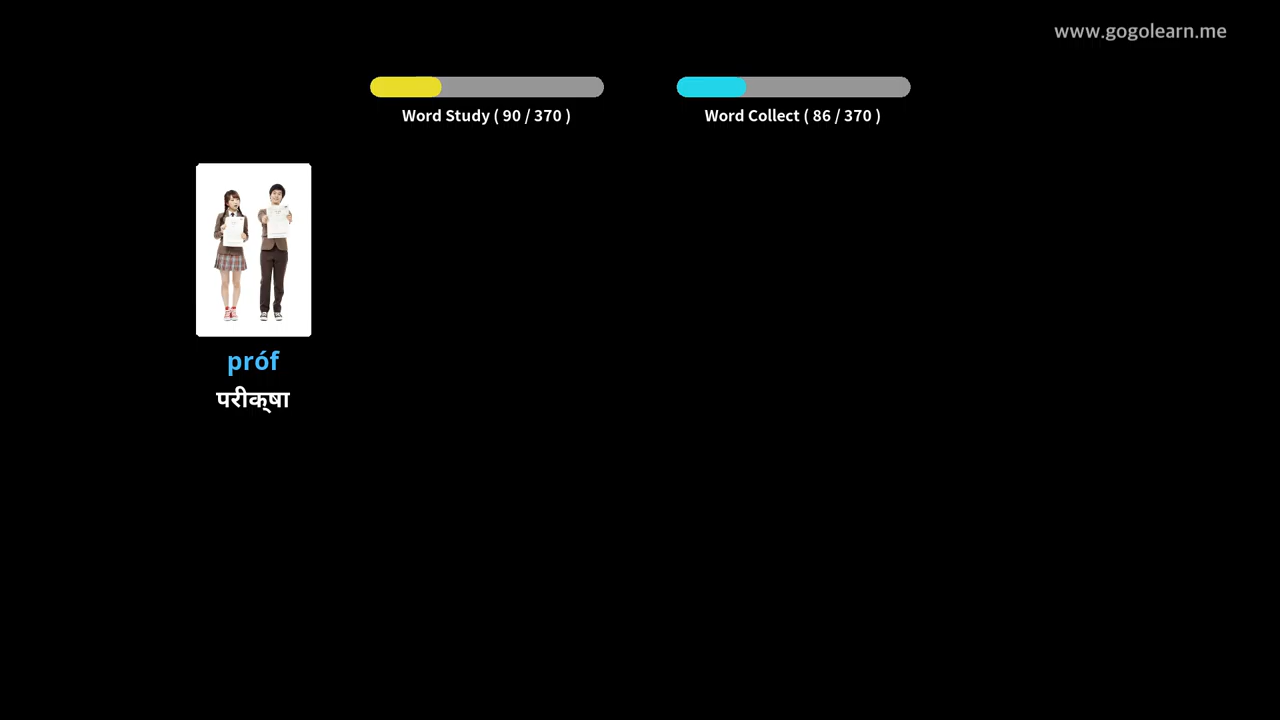 www.gogolearn.me
Word Study ( 90 / 370 )
Word Collect ( 86 / 370 )
próf
परीक्षा